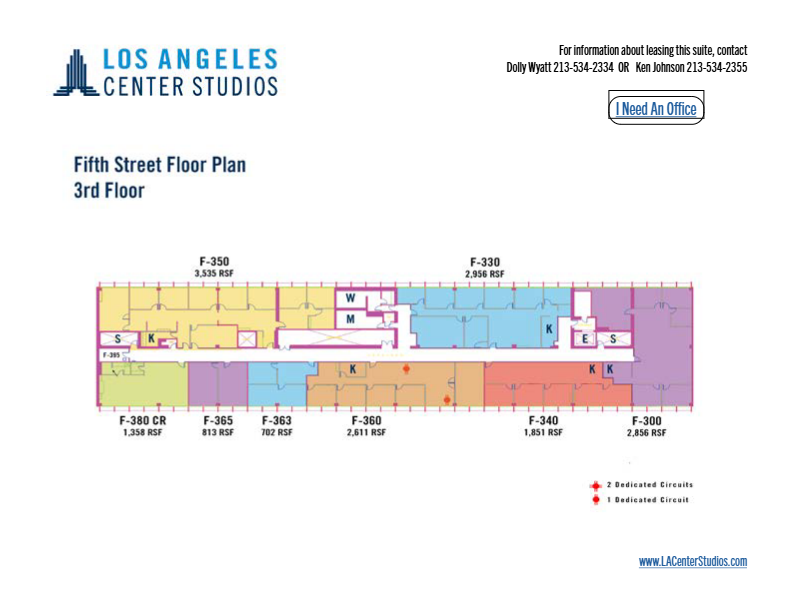 LOS ANGELES
CENTER STUDIOS
For information about leasing this suite, contact
Dolly Wyatt 213-534-2334 OR Ken Johnson 213-534-2355
I Need An Office
Fifth Street Floor Plan
3rd Floor
F-350
3,535 RSF
F-330
2,956 RSF
W
M
K
S
K
E
S
F-385
K
K
K
F-380 CR
1,358 RSF
F-365
813 RSF
F-363
702 RSF
F-360
2,611 RSF
F-340
1,851 RSF
F-300
2,856 RSF
2 Dedicated Circuits
1 Dedicated Circuit
www.LACenterStudios.com